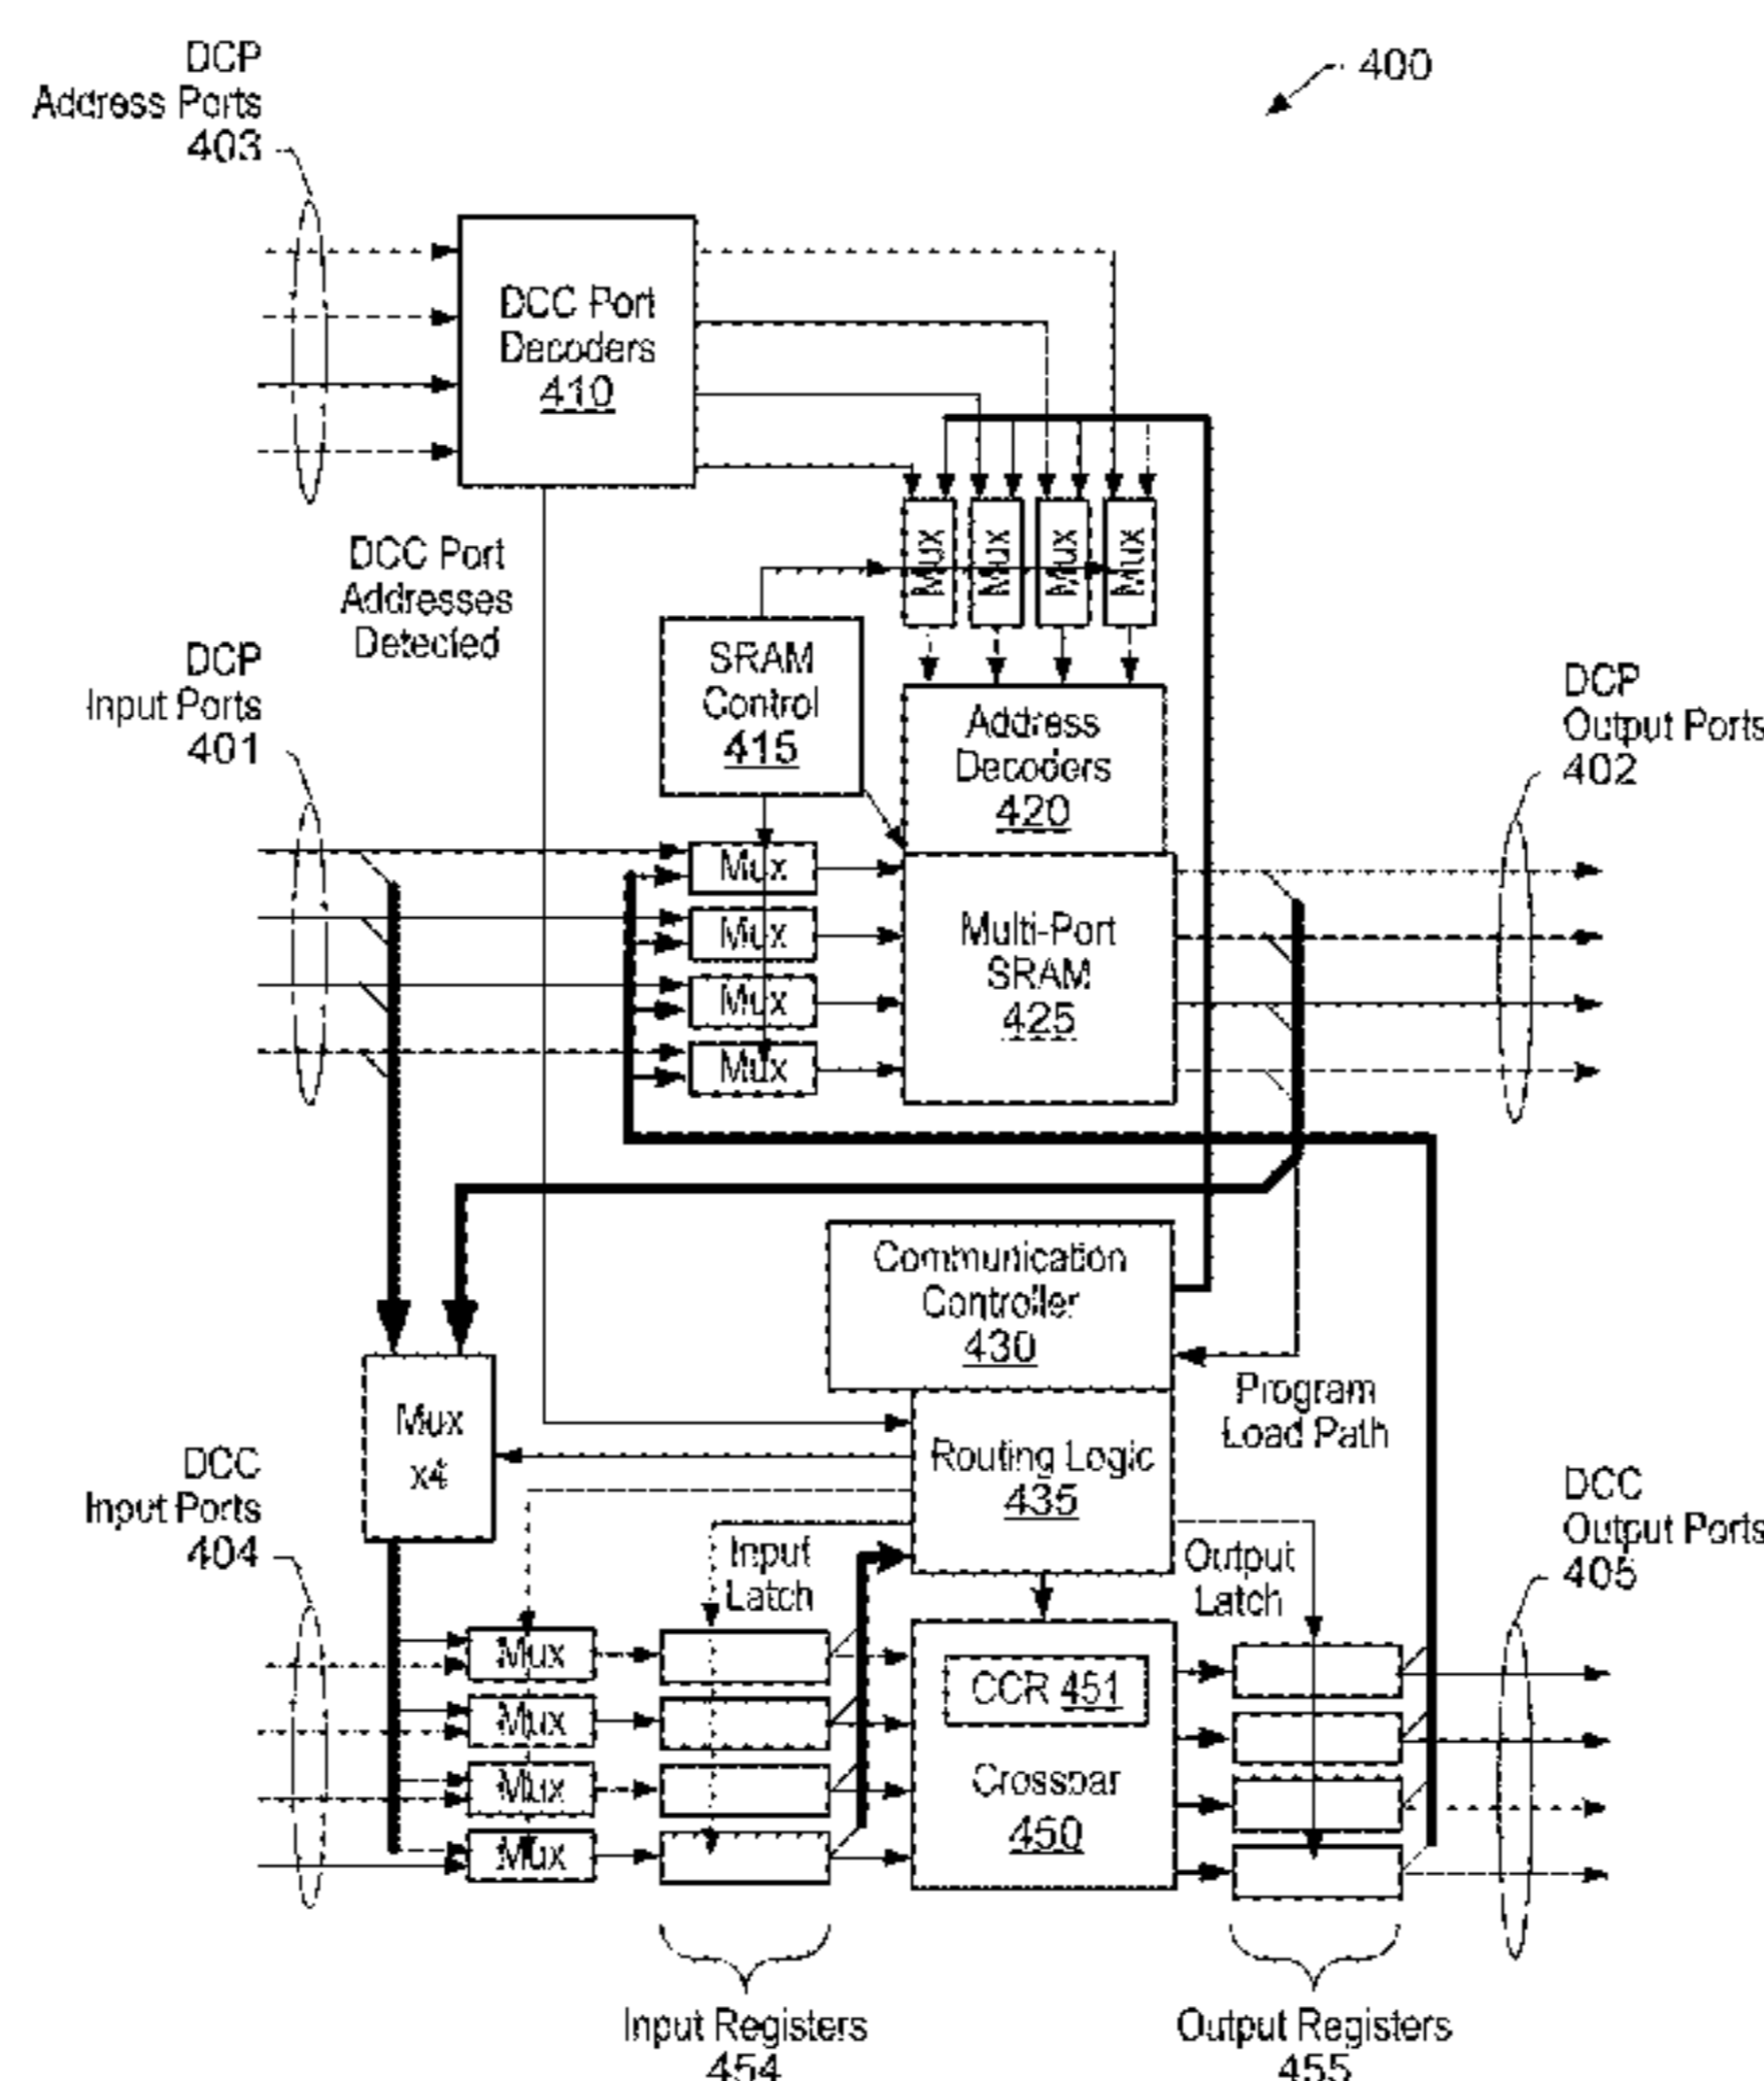 400
DCP
Address Ports
403
DCC Port
Decoders
410
DCC Port
Addresses
Detected
Mux
Mux
Mux
Mux
SRAM
Control
415
Address
Decoders
420
DCP
Input Ports
401
DCP
Output Ports
402
Mux
Mux
Mux
Mux
Multi-Port
SRAM
425
Communication
Controller
430
Program
Load Path
Mux
x4
Routing Logic
435
DCC
Input Ports
404
Input
Latch
Output
Latch
DCC
Output Ports
405
Mux
Mux
Mux
Mux
CCR 451
Crossbar
450
Input Registers
454
Output Registers
455